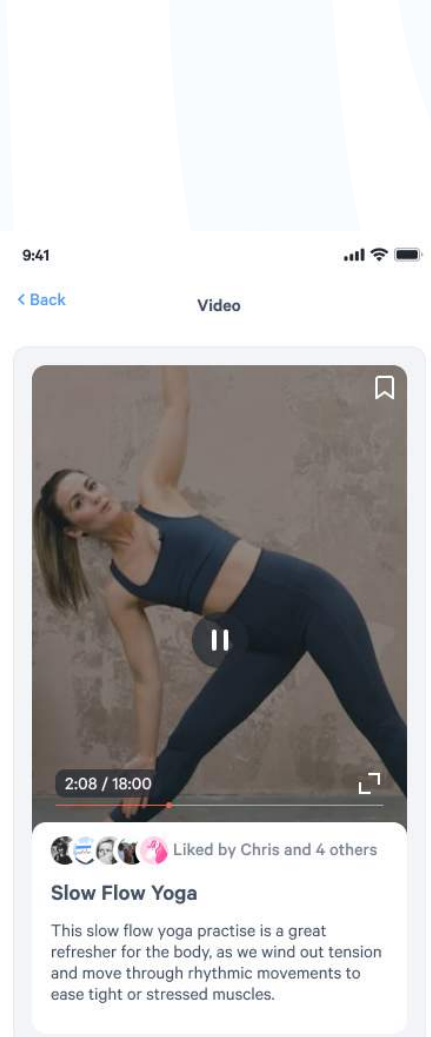 9:41
< Back
Video
2:08 / 18:00
Liked by Chris and 4 others
Slow Flow Yoga
This slow flow yoga practise is a great
refresher for the body, as we wind out tension
and move through rhythmic movements to
ease tight or stressed muscles.